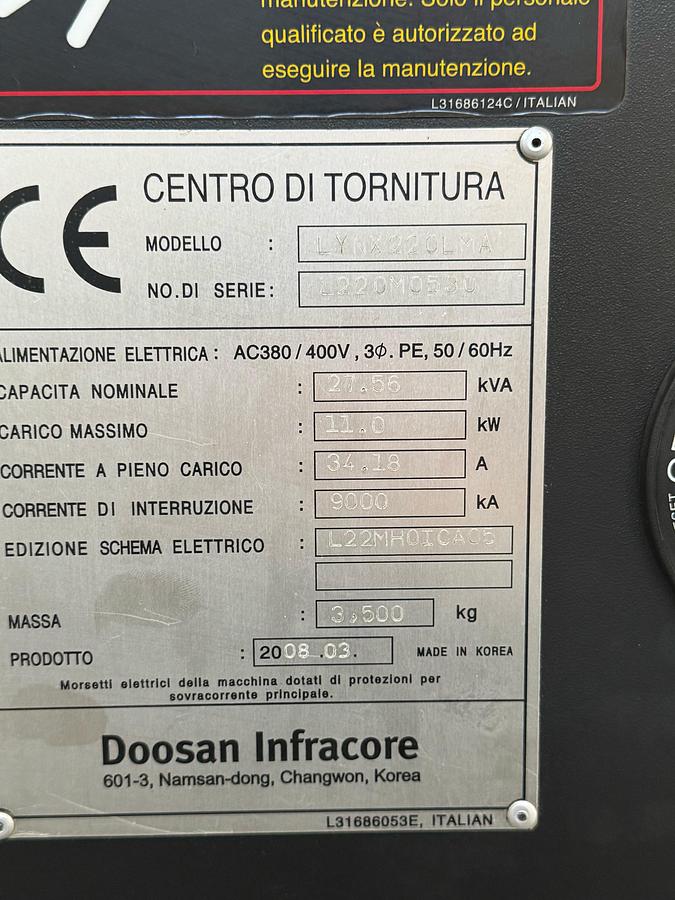 manutenzione. Solo il personale
qualificato è autorizzato ad
eseguire la manutenzione.
L31686124C / ITALIAN
CE
CENTRO DI TORNITURA
MODELLO : LYNX220LMA
NO.DI SERIE:
ALIMENTAZIONE ELETTRICA : AC380 / 400V , 3Ø. PE, 50 / 60Hz
CAPACITA NOMINALE : 27.56 kVA
CARICO MASSIMO : 11.0 kW
CORRENTE A PIENO CARICO : 34.18 A
CORRENTE DI INTERRUZIONE : 9000 kA
EDIZIONE SCHEMA ELETTRICO : L22MH0ICA05
MASSA : 3,500 kg
PRODOTTO : 2008 .03. MADE IN KOREA
Morsetti elettrici della macchina dotati di protezioni per
sovracorrente principale.
Doosan Infracore
601-3, Namsan-dong, Changwon, Korea
L31686053E, ITALIAN